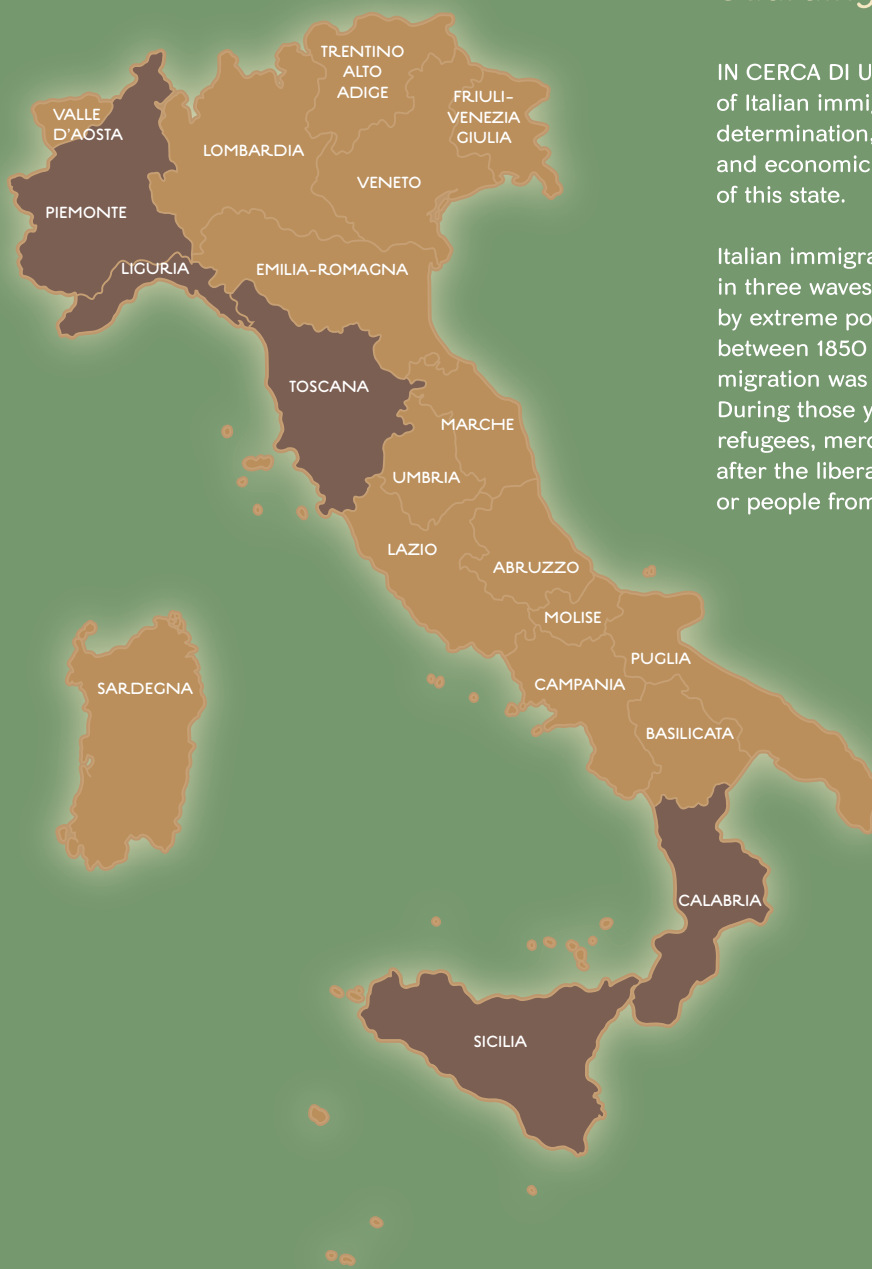 TRENTINO
ALTO
ADIGE
FRIULI-
VENEZIA
GIULIA
VALLE
D'AOSTA
LOMBARDIA
VENETO
PIEMONTE
LIGURIA
EMILIA-ROMAGNA
TOSCANA
MARCHE
UMBRIA
LAZIO
ABRUZZO
MOLISE
PUGLIA
CAMPANIA
SARDEGNA
BASILICATA
CALABRIA
SICILIA
IN CERCA DI
of Italian
determination,
and economic
of this state.
Italian
in three waves
by extreme
between 1850
migration was
During those
refugees,
after the
or people from